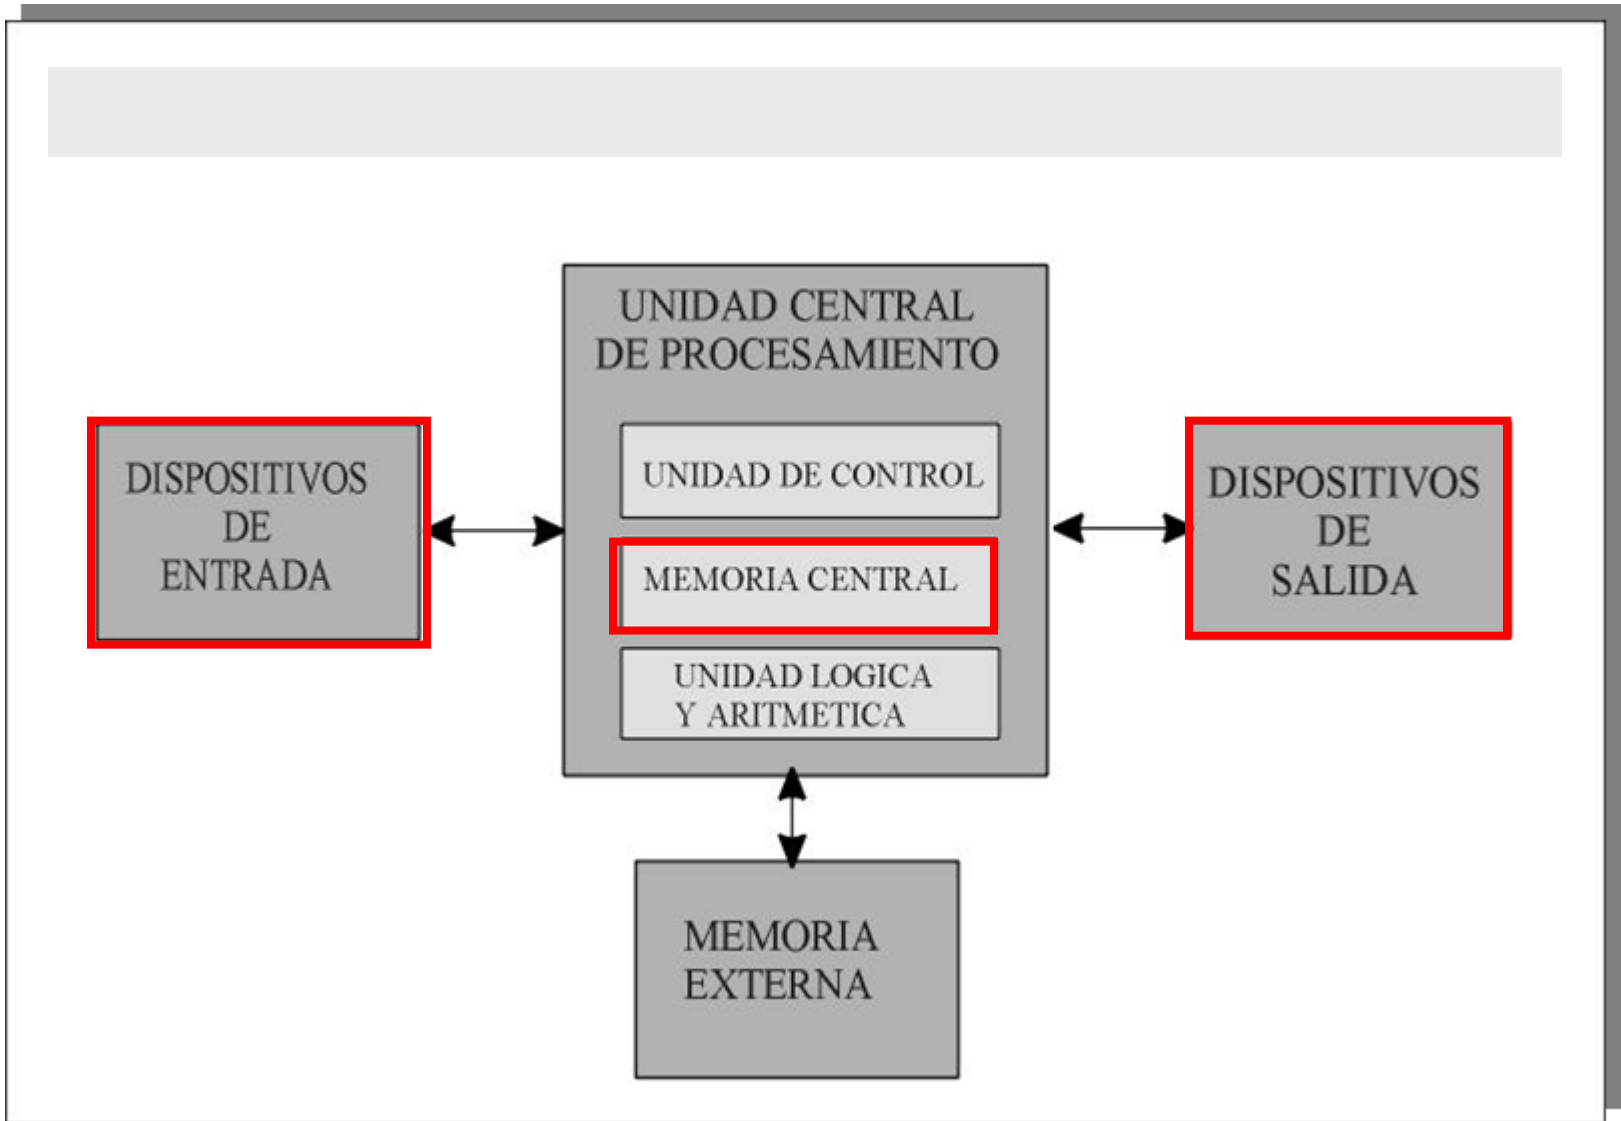 UNIDAD CENTRAL
DE PROCESAMIENTO
DISPOSITIVOS
DE
ENTRADA
UNIDAD DE CONTROL
MEMORIA CENTRAL
UNIDAD LOGICA
Y ARITMETICA
DISPOSITIVOS
DE
SALIDA
MEMORIA
EXTERNA